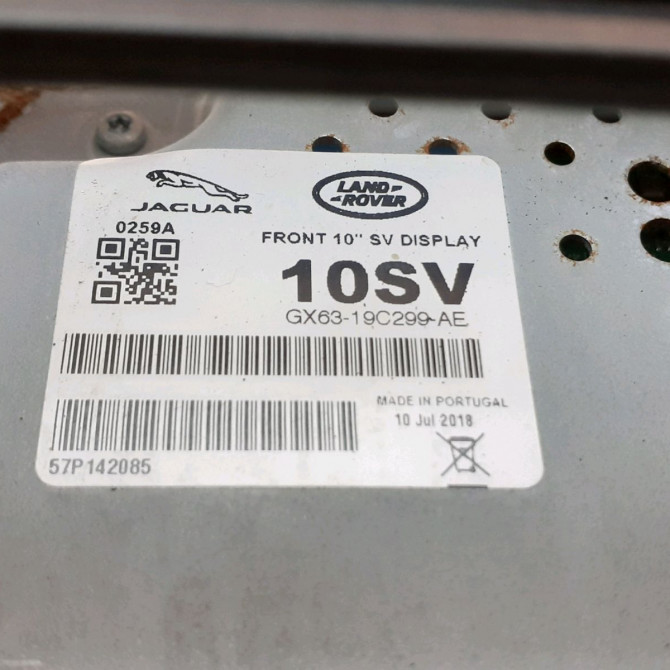 JAGUAR
LAND-
-ROVER
0259A
FRONT 10" SV DISPLAY
10SV
GX63-19C299-AE
MADE IN PORTUGAL
10 Jul 2018
57P142085